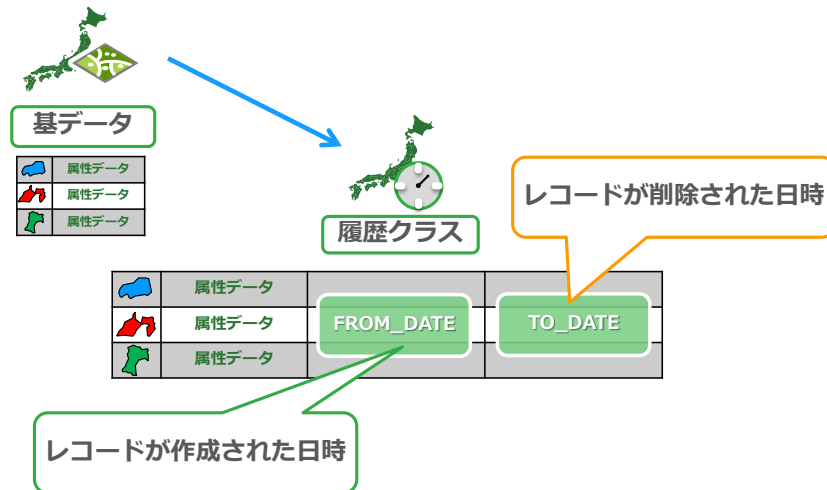 基データ
属性データ
属性データ
属性データ
履歴クラス
レコードが削除された日時
属性データ
属性データ
FROM_DATE
TO_DATE
属性データ
レコードが作成された日時